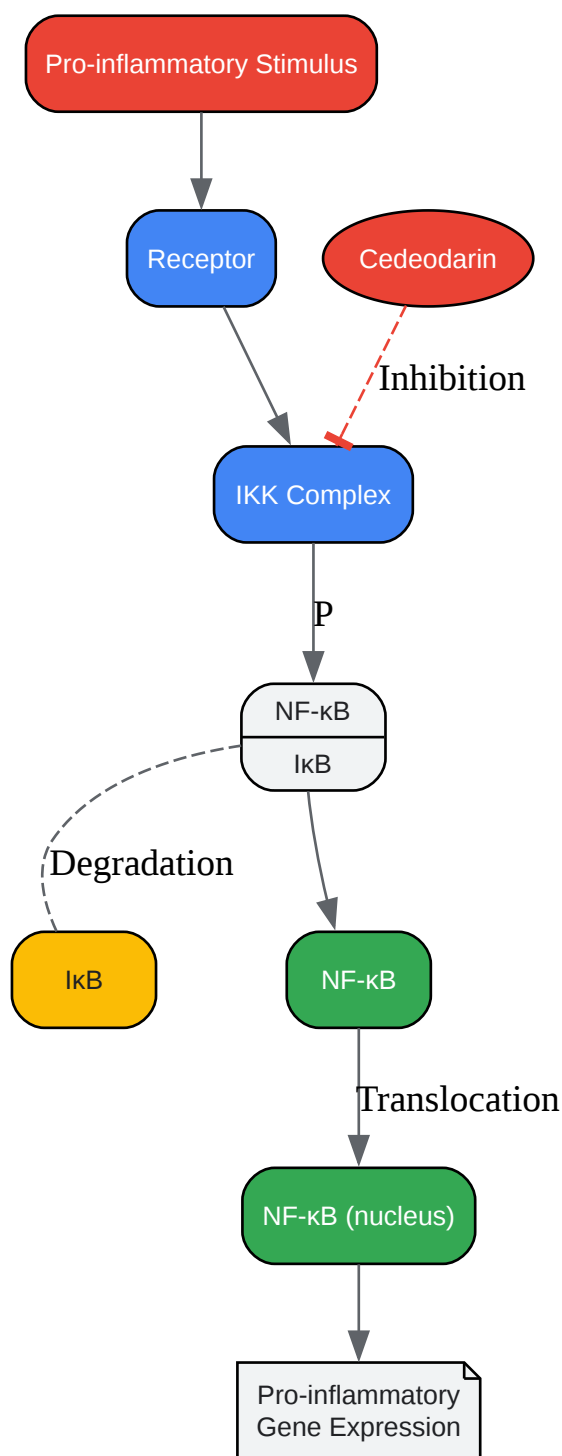 Pro-inflammatory Stimulus
Receptor
Cedeodarin
Inhibition
IKK Complex
P
NF-κB
IκB
Degradation
IκB
NF-κB
Translocation
NF-κB (nucleus)
Pro-inflammatory
Gene Expression